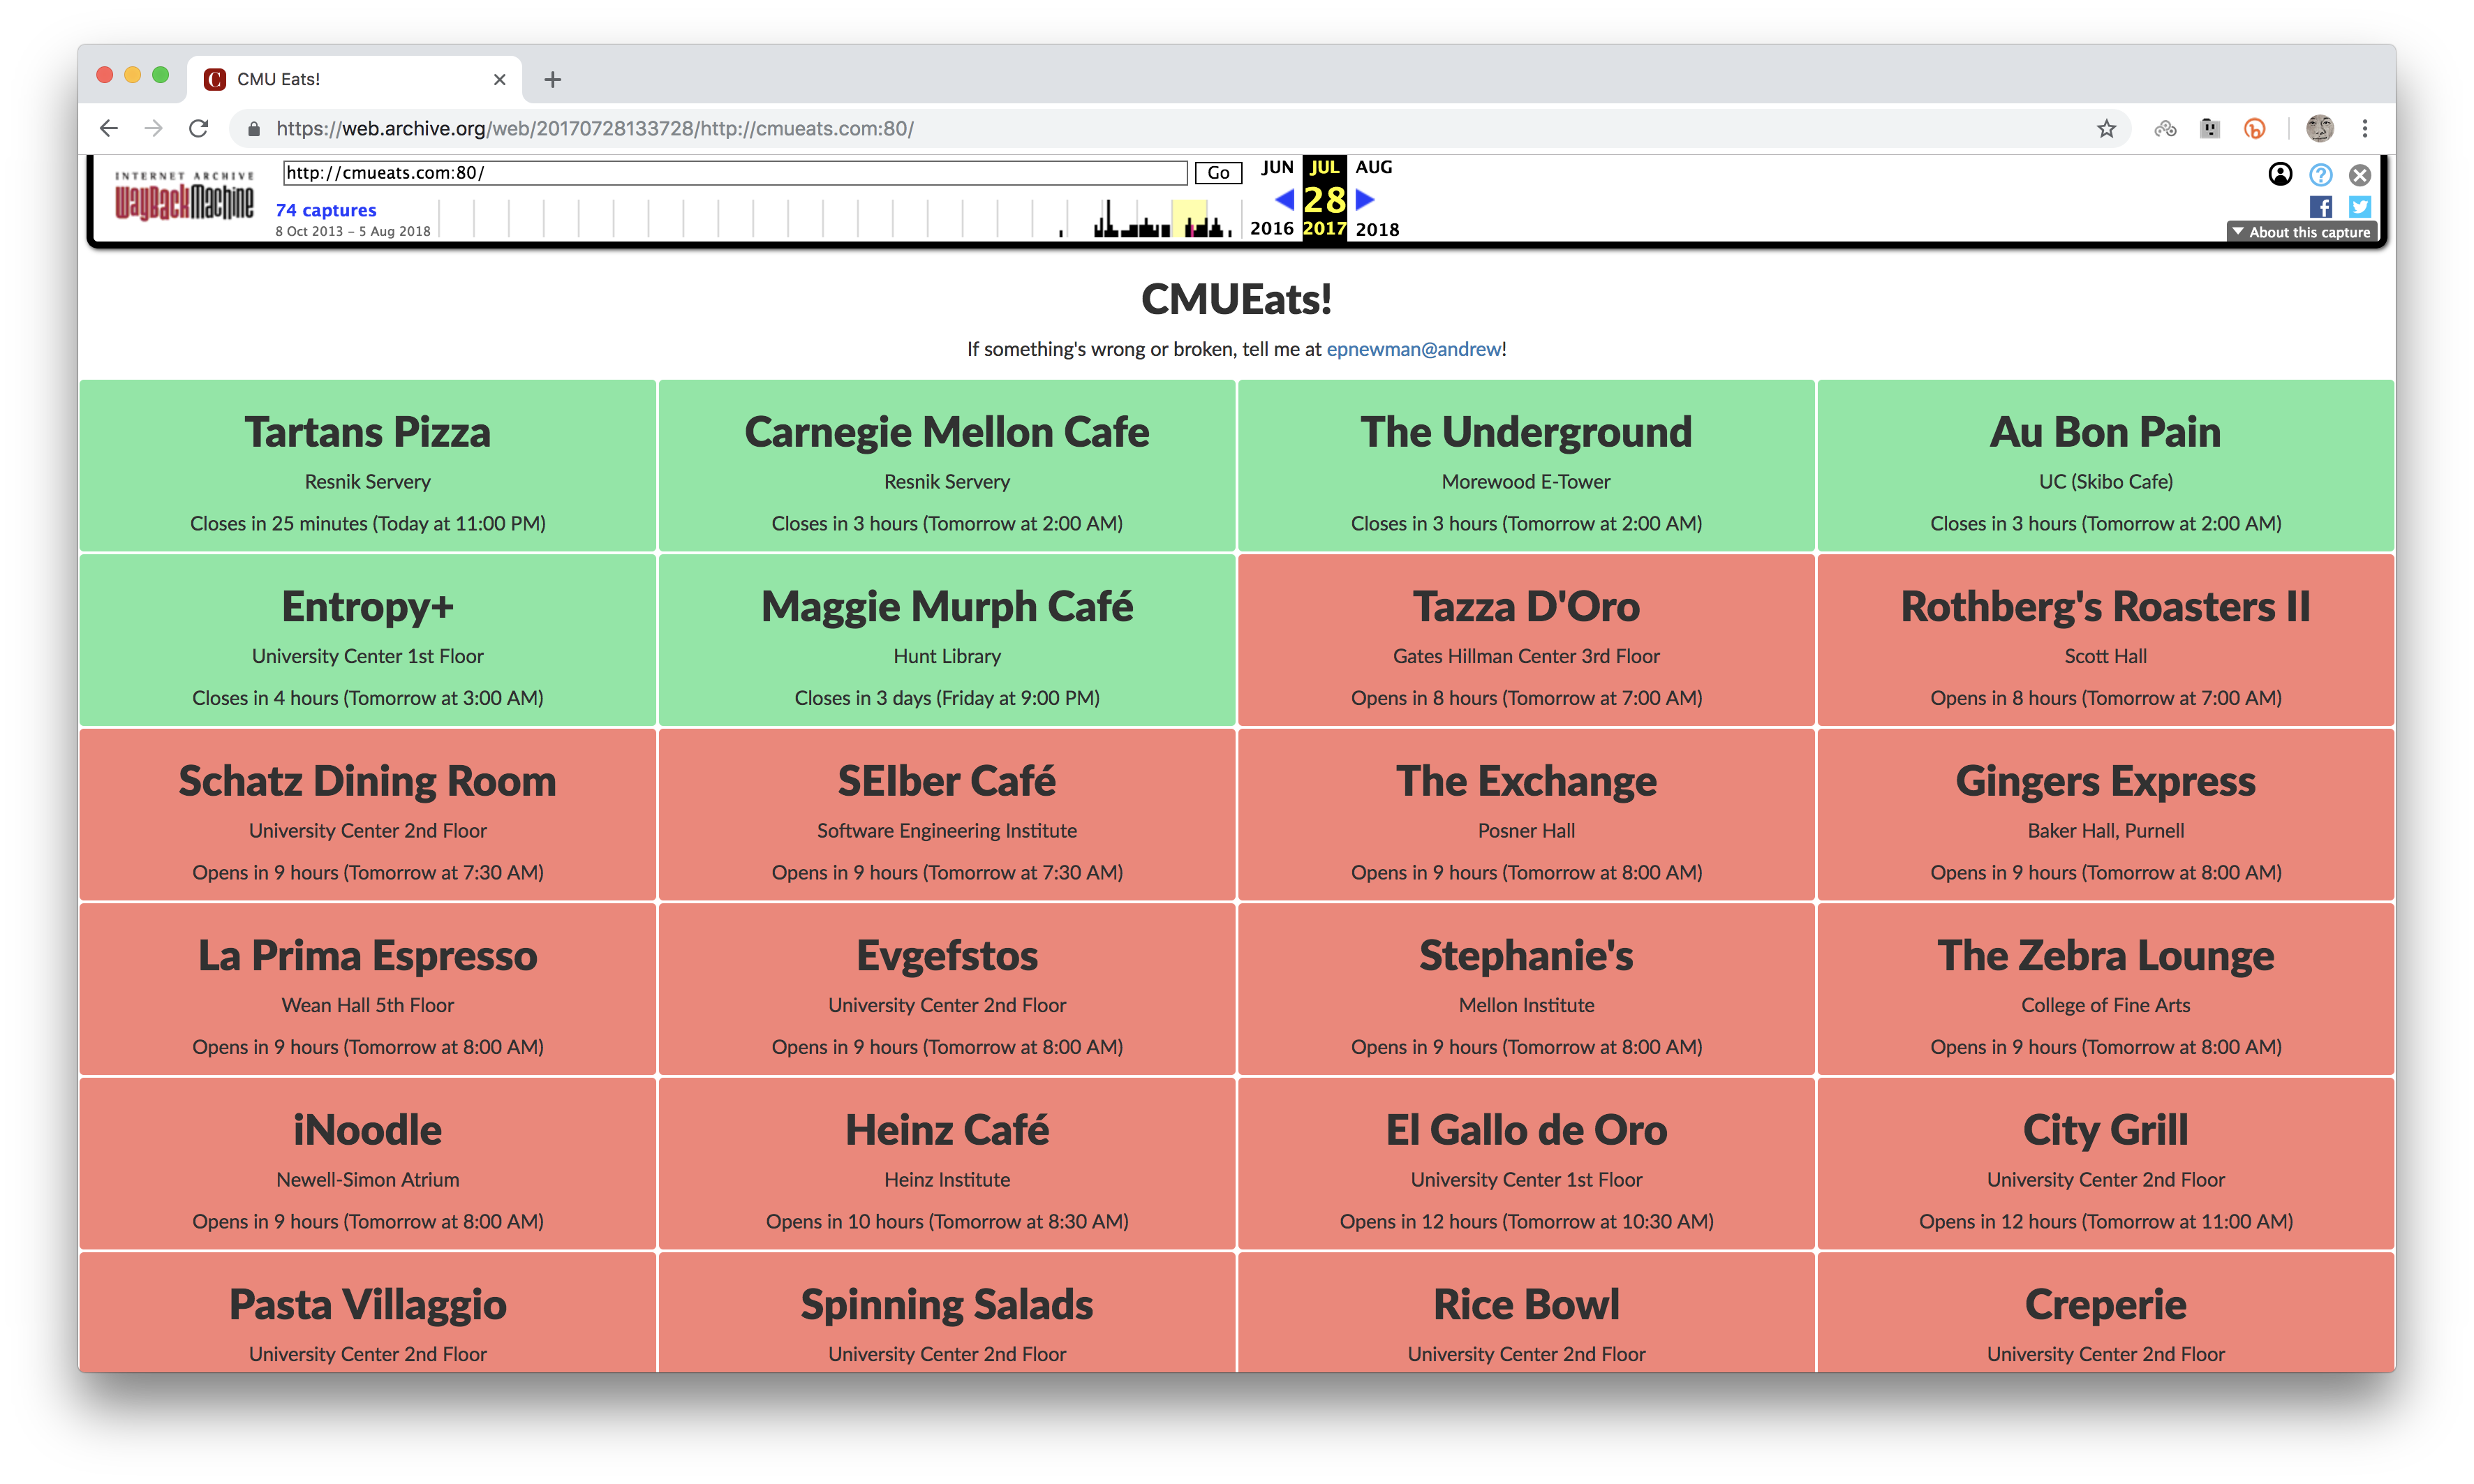 CMU Eats!
https://web.archive.org/web/20170728133728/http://cmueats.com:80/
INTERNET ARCHIVE
WayBackMachine
http://cmueats.com:80/
Go
JUN JUL AUG
74 captures
28
8 Oct 2013 – 5 Aug 2018
2016 2017 2018
About this capture
CMUEats!
If something's wrong or broken, tell me at epnewman@andrew!
Tartans Pizza
Resnik Servery
Closes in 25 minutes (Today at 11:00 PM)
Carnegie Mellon Cafe
Resnik Servery
Closes in 3 hours (Tomorrow at 2:00 AM)
The Underground
Morewood E-Tower
Closes in 3 hours (Tomorrow at 2:00 AM)
Au Bon Pain
UC (Skibo Cafe)
Closes in 3 hours (Tomorrow at 2:00 AM)
Entropy+
University Center 1st Floor
Closes in 4 hours (Tomorrow at 3:00 AM)
Maggie Murph Café
Hunt Library
Closes in 3 days (Friday at 9:00 PM)
Tazza D'Oro
Gates Hillman Center 3rd Floor
Opens in 8 hours (Tomorrow at 7:00 AM)
Rothberg's Roasters II
Scott Hall
Opens in 8 hours (Tomorrow at 7:00 AM)
Schatz Dining Room
University Center 2nd Floor
Opens in 9 hours (Tomorrow at 7:30 AM)
SEIber Café
Software Engineering Institute
Opens in 9 hours (Tomorrow at 7:30 AM)
The Exchange
Posner Hall
Opens in 9 hours (Tomorrow at 8:00 AM)
Gingers Express
Baker Hall, Purnell
Opens in 9 hours (Tomorrow at 8:00 AM)
La Prima Espresso
Wean Hall 5th Floor
Opens in 9 hours (Tomorrow at 8:00 AM)
Evgefstos
University Center 2nd Floor
Opens in 9 hours (Tomorrow at 8:00 AM)
Stephanie's
Mellon Institute
Opens in 9 hours (Tomorrow at 8:00 AM)
The Zebra Lounge
College of Fine Arts
Opens in 9 hours (Tomorrow at 8:00 AM)
iNoodle
Newell-Simon Atrium
Opens in 9 hours (Tomorrow at 8:00 AM)
Heinz Café
Heinz Institute
Opens in 10 hours (Tomorrow at 8:30 AM)
El Gallo de Oro
University Center 1st Floor
Opens in 12 hours (Tomorrow at 10:30 AM)
City Grill
University Center 2nd Floor
Opens in 12 hours (Tomorrow at 11:00 AM)
Pasta Villaggio
University Center 2nd Floor
Spinning Salads
University Center 2nd Floor
Rice Bowl
University Center 2nd Floor
Creperie
University Center 2nd Floor